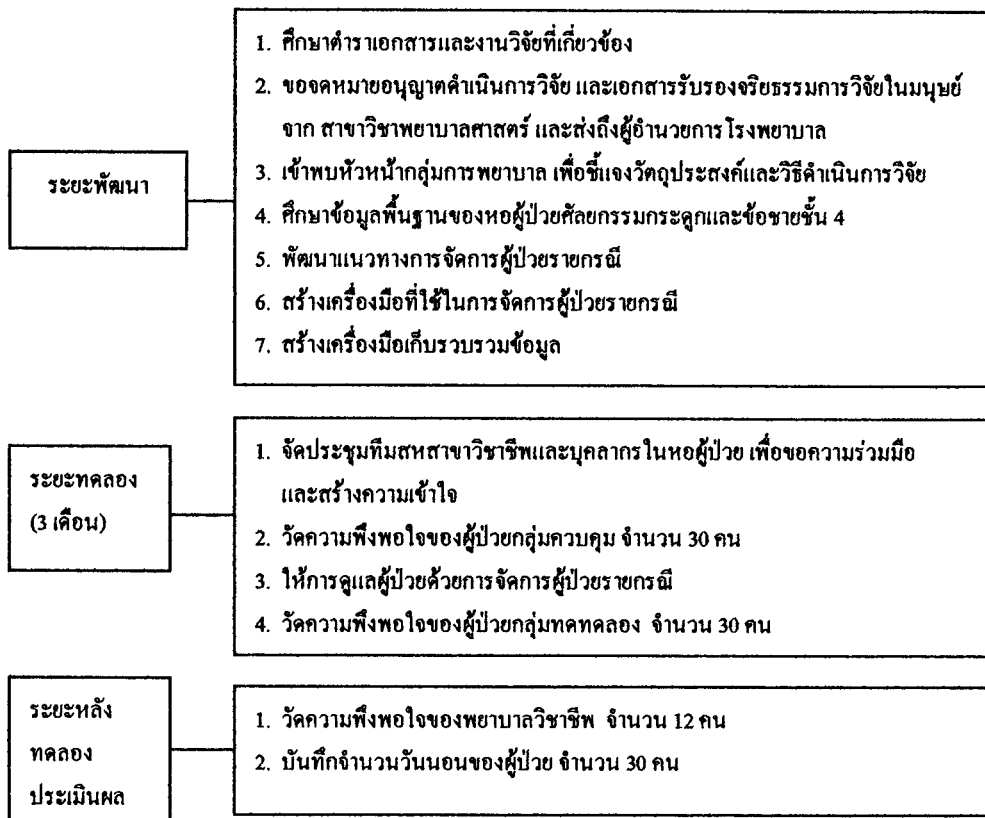 ระยะพัฒนา
1. ศึกษาตำราเอกสารและงานวิจัยที่เกี่ยวข้อง
2. ขอจดหมายอนุญาตดำเนินการวิจัย และเอกสารรับรองจริยธรรมการวิจัยในมนุษย์
จาก สาขาวิชาพยาบาลศาสตร์ และส่งถึงผู้อำนวยการโรงพยาบาล
3. เข้าพบหัวหน้ากลุ่มการพยาบาล เพื่อชี้แจงวัตถุประสงค์และวิธีดำเนินการวิจัย
4. ศึกษาข้อมูลพื้นฐานของหอผู้ป่วยศัลยกรรมกระดูกและข้อชายชั้น 4
5. พัฒนาแนวทางการจัดการผู้ป่วยรายกรณี
6. สร้างเครื่องมือที่ใช้ในการจัดการผู้ป่วยรายกรณี
7. สร้างเครื่องมือเก็บรวบรวมข้อมูล
ระยะทดลอง
(3 เดือน)
1. จัดประชุมทีมสหสาขาวิชาชีพและบุคลากรในหอผู้ป่วย เพื่อขอความร่วมมือ
และสร้างความเข้าใจ
2. วัดความพึงพอใจของผู้ป่วยกลุ่มควบคุม จำนวน 30 คน
3. ให้การดูแลผู้ป่วยด้วยการจัดการผู้ป่วยรายกรณี
4. วัดความพึงพอใจของผู้ป่วยกลุ่มทดทดลอง จำนวน 30 คน
ระยะหลัง
ทดลอง
ประเมินผล
1. วัดความพึงพอใจของพยาบาลวิชาชีพ จำนวน 12 คน
2. บันทึกจำนวนวันนอนของผู้ป่วย จำนวน 30 คน